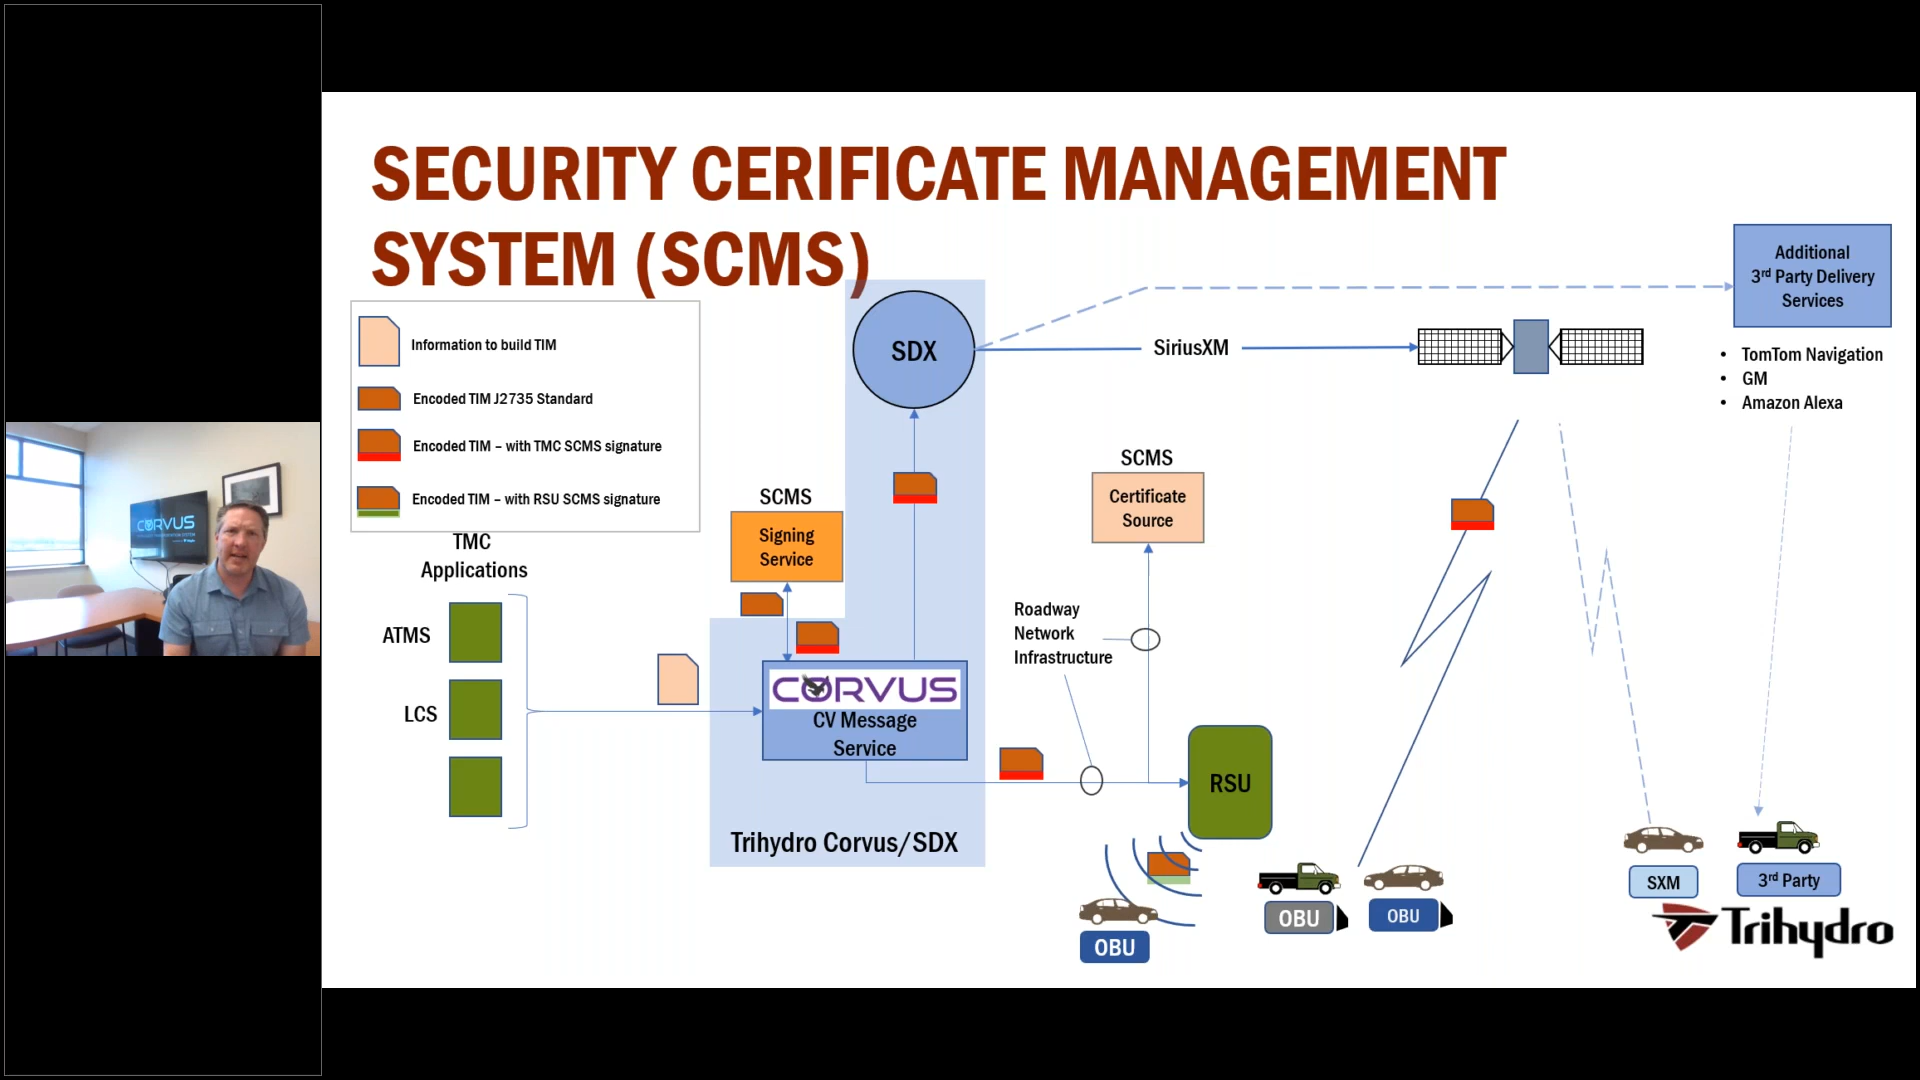 SECURITY CERIFICATE MANAGEMENT
SYSTEM (SCMS)
Information to build TIM
Encoded TIM J2735 Standard
Encoded TIM – with TMC SCMS signature
Encoded TIM – with RSU SCMS signature
TMC
Applications
ATMS
LCS
SCMS
Signing
Service
SDX
SiriusXM
Additional
3rd Party Delivery
Services
• TomTom Navigation
• GM
• Amazon Alexa
SCMS
Certificate
Source
Roadway
Network
Infrastructure
CORVUS
CV Message
Service
Trihydro Corvus/SDX
RSU
OBU
OBU
OBU
SXM
3rd Party
Trihydro
CORVUS